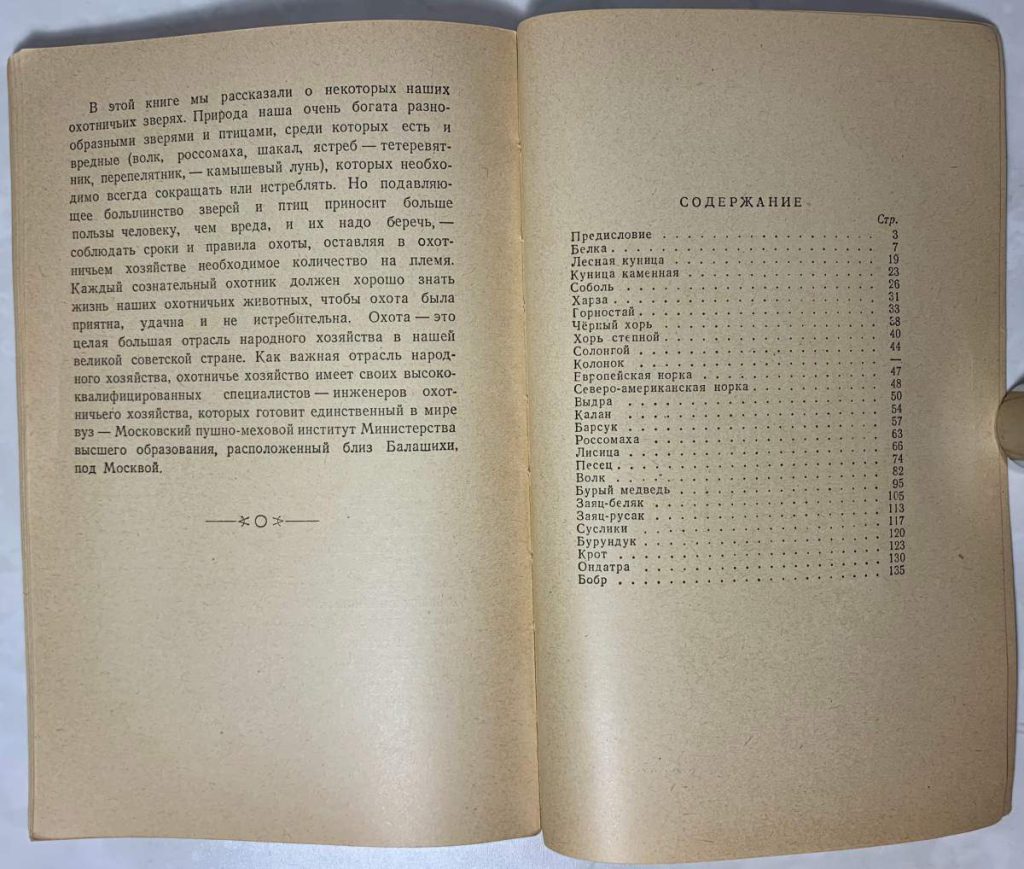 В этой книге мы рассказали о некоторых наших
охотничьих зверях. Природа наша очень богата разно-
образными зверями и птицами, среди которых есть и
вредные (волк, россомаха, шакал, ястреб — тетеревят-
ник, перепелятник, — камышевый лунь), которых необхо-
димо всегда сокращать или истреблять. Но подавляю-
щее большинство зверей и птиц приносит больше
пользы человеку, чем вреда, и их надо беречь, —
соблюдать сроки и правила охоты, оставляя в охот-
ничьем хозяйстве необходимое количество на племя.
Каждый сознательный охотник должен хорошо знать
жизнь наших охотничьих животных, чтобы охота была
приятна, удачна и не истребительна. Охота — это
целая большая отрасль народного хозяйства в нашей
великой советской стране. Как важная отрасль народ-
ного хозяйства, охотничье хозяйство имеет своих высоко-
квалифицированных специалистов — инженеров охот-
ничьего хозяйства, которых готовит единственный в мире
вуз — Московский пушно-меховой институт Министерства
высшего образования, расположенный близ Балашихи,
под Москвой.
СОДЕРЖАНИЕ
Стр.
Предисловие . . . . . . . . . . . . 3
Белка . . . . . . . . . . . . 7
Лесная куница . . . . . . . . . . . . 19
Куница каменная . . . . . . . . . . . . 23
Соболь . . . . . . . . . . . . 26
Харза . . . . . . . . . . . . 31
Горностай . . . . . . . . . . . . 33
Чёрный хорь . . . . . . . . . . . . 38
Хорь степной . . . . . . . . . . . . 40
Солонгой . . . . . . . . . . . . 44
Колонок . . . . . . . . . . . . —
Европейская норка . . . . . . . . . . . . 47
Северо-американская норка . . . . . . . . . . . . 48
Выдра . . . . . . . . . . . . 50
Калан . . . . . . . . . . . . 54
Барсук . . . . . . . . . . . . 57
Россомаха . . . . . . . . . . . . 63
Лисица . . . . . . . . . . . . 66
Песец . . . . . . . . . . . . 74
Волк . . . . . . . . . . . . 82
Бурый медведь . . . . . . . . . . . . 95
Заяц-беляк . . . . . . . . . . . . 105
Заяц-русак . . . . . . . . . . . . 113
Суслики . . . . . . . . . . . . 117
Бурундук . . . . . . . . . . . . 120
Крот . . . . . . . . . . . . 123
Ондатра . . . . . . . . . . . . 130
Бобр . . . . . . . . . . . . 135